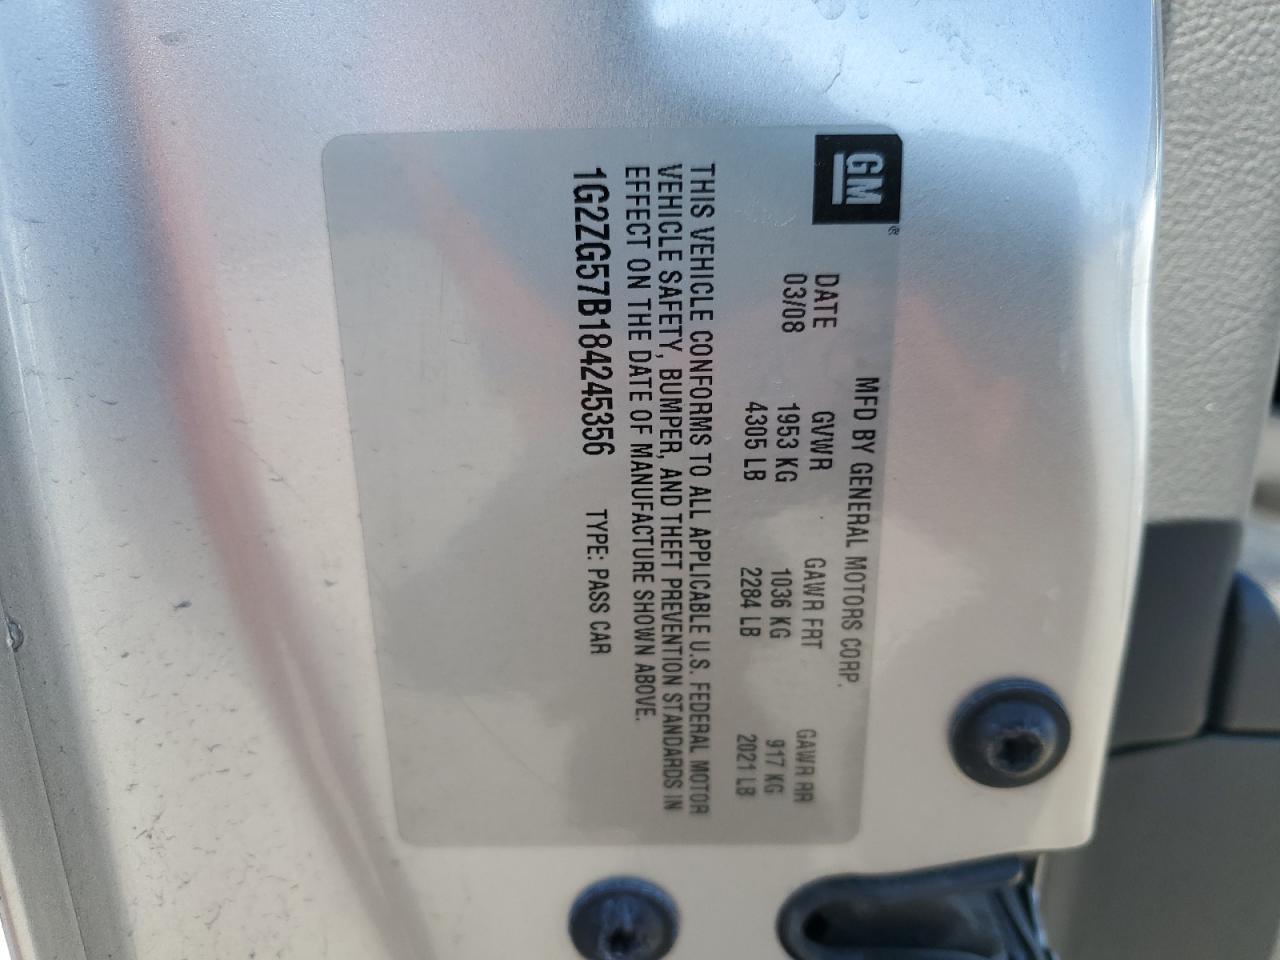 GM®
MFD BY GENERAL MOTORS CORP.
DATE GVWR GAWR FRT GAWR RR
03/08 1953 KG 1036 KG 917 KG
4305 LB 2284 LB 2021 LB
THIS VEHICLE CONFORMS TO ALL APPLICABLE U.S. FEDERAL MOTOR
VEHICLE SAFETY, BUMPER, AND THEFT PREVENTION STANDARDS IN
EFFECT ON THE DATE OF MANUFACTURE SHOWN ABOVE.
1G2ZG57B184245356 TYPE: PASS CAR